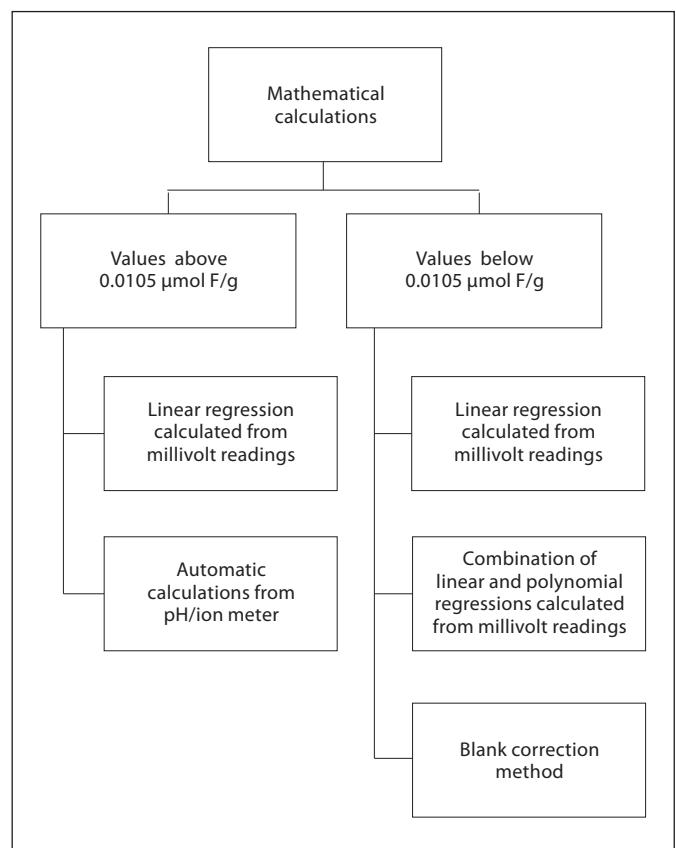 Mathematical
calculations
Values above
0.0105 µmol F/g
Values below
0.0105 µmol F/g
Linear regression
calculated from
millivolt readings
Automatic
calculations from
pH/ion meter
Linear regression
calculated from
millivolt readings
Combination of
linear and polynomial
regressions calculated
from millivolt readings
Blank correction
method